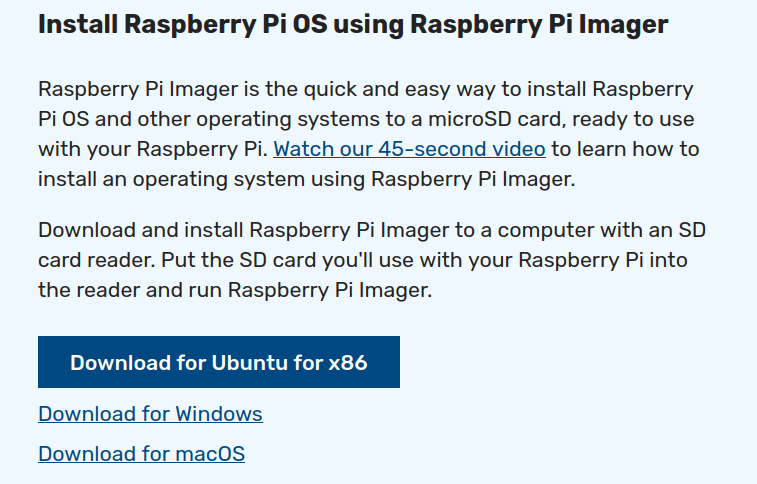 Install Raspberry Pi OS using Raspberry Pi Imager
Raspberry Pi Imager is the quick and easy way to install Raspberry
Pi OS and other operating systems to a microSD card, ready to use
with your Raspberry Pi. Watch our 45-second video to learn how to
install an operating system using Raspberry Pi Imager.
Download and install Raspberry Pi Imager to a computer with an SD
card reader. Put the SD card you'll use with your Raspberry Pi into
the reader and run Raspberry Pi Imager.
Download for Ubuntu for x86
Download for Windows
Download for macOS